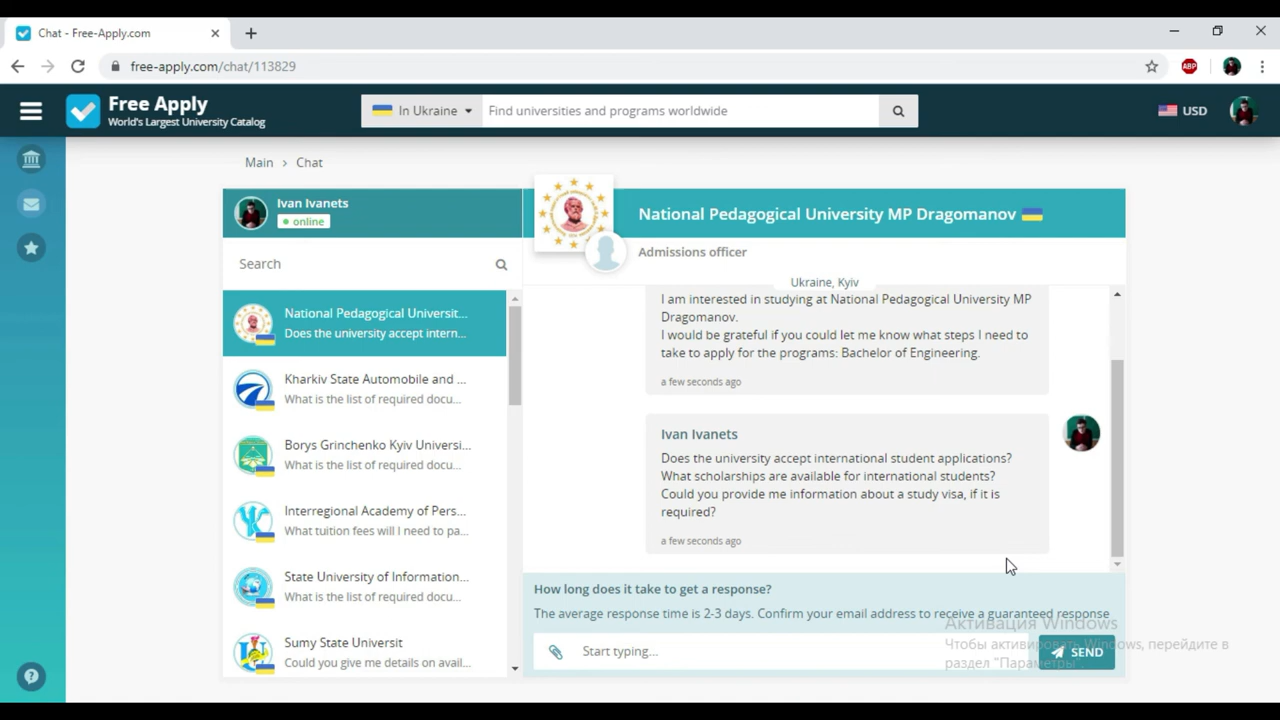 Chat - Free-Apply.com
free-apply.com/chat/113829
ABP
Free Apply
World's Largest University Catalog
In Ukraine
Find universities and programs worldwide
USD
Main > Chat
Ivan Ivanets
online
Search
National Pedagogical Universit...
Does the university accept intern...
Kharkiv State Automobile and ...
What is the list of required docu...
Borys Grinchenko Kyiv Universi...
What is the list of required docu...
Interregional Academy of Pers...
What tuition fees will I need to pa...
State University of Information...
What is the list of required docu...
Sumy State Universit
Could you give me details on avail...
National Pedagogical University MP Dragomanov
Admissions officer
Ukraine, Kyiv
I am interested in studying at National Pedagogical University MP
Dragomanov.
I would be grateful if you could let me know what steps I need to
take to apply for the programs: Bachelor of Engineering.
a few seconds ago
Ivan Ivanets
Does the university accept international student applications?
What scholarships are available for international students?
Could you provide me information about a study visa, if it is
required?
a few seconds ago
How long does it take to get a response?
The average response time is 2-3 days. Confirm your email address to receive a guaranteed response
Start typing...
SEND
Активация Windows
Чтобы активировать Windows, перейдите в
раздел "Параметры".